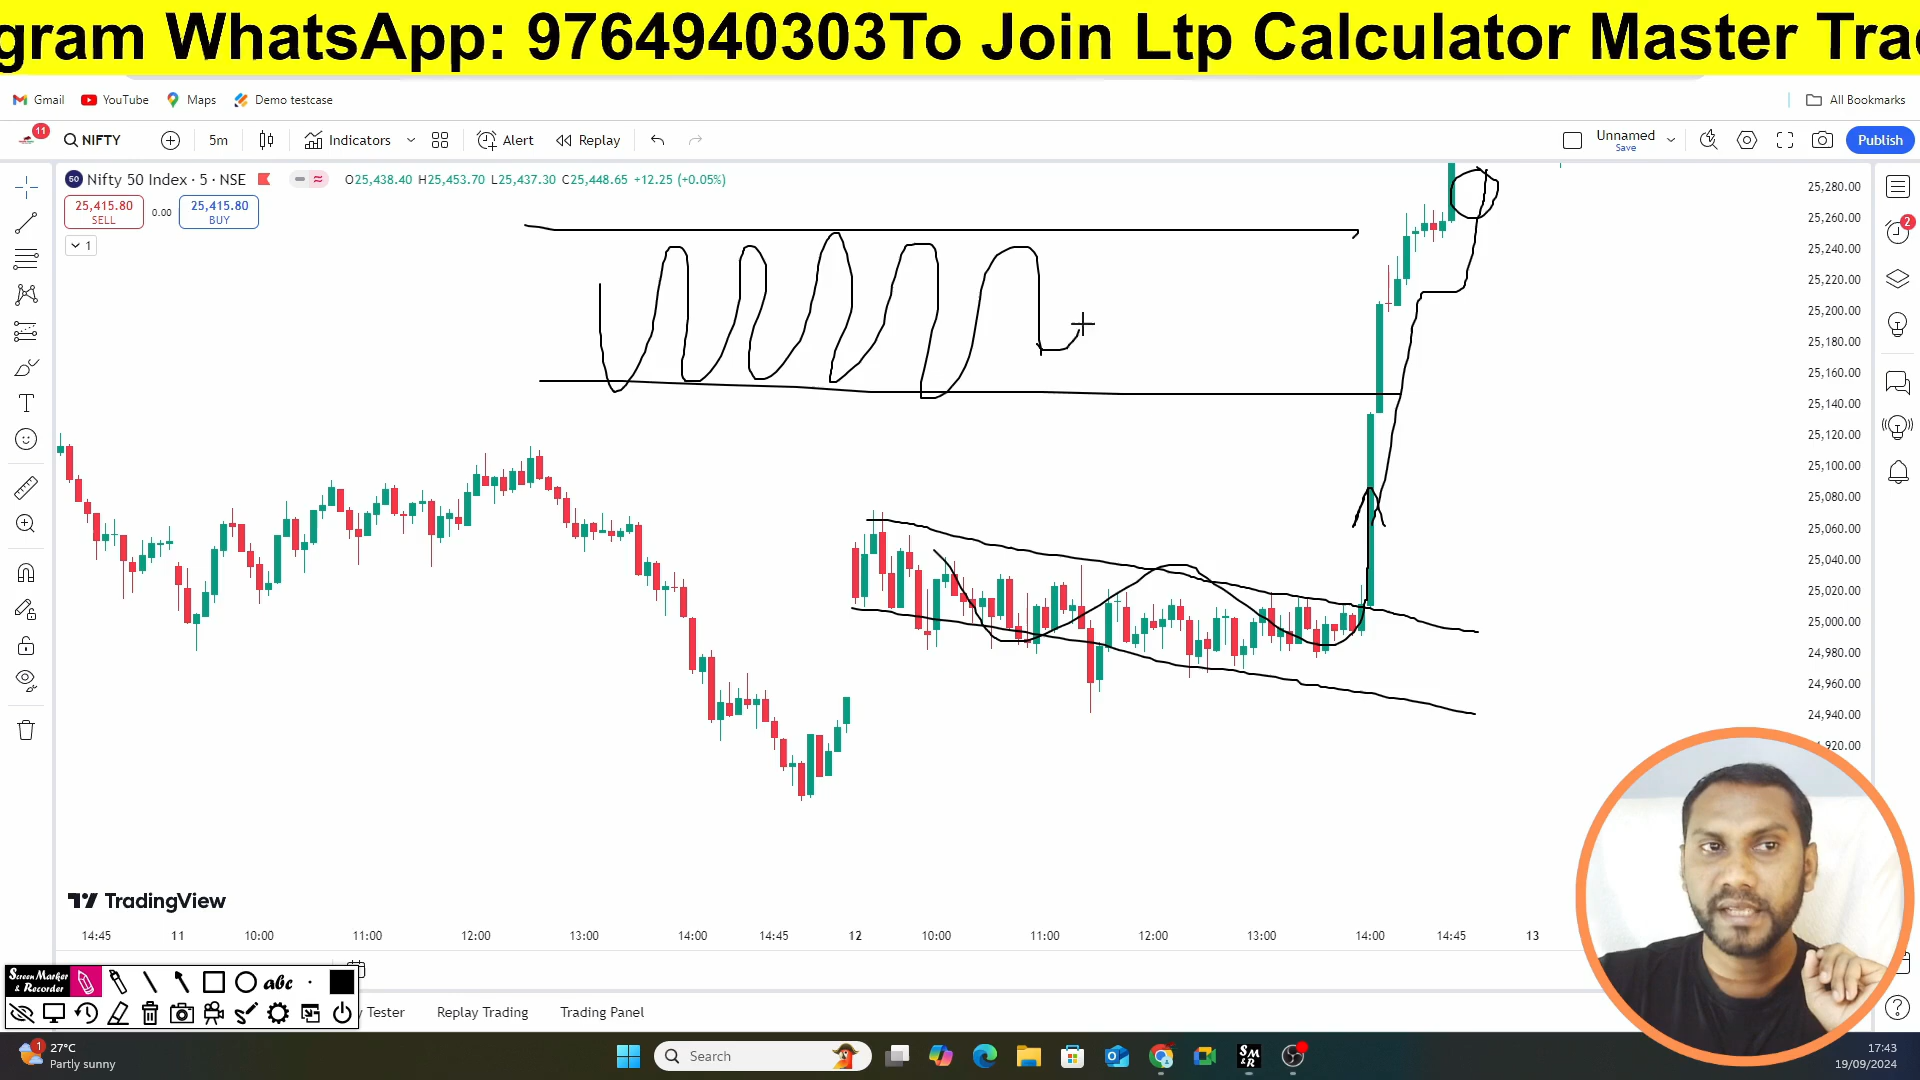 gram WhatsApp: 9764940303To Join Ltp Calculator Master Tra
Gmail YouTube Maps Demo testcase All Bookmarks
11 NIFTY 5m Indicators Alert Replay Unnamed Save Publish
50 Nifty 50 Index · 5 · NSE O25,438.40 H25,453.70 L25,437.30 C25,448.65 +12.25 (+0.05%)
25,415.80 SELL 0.00 25,415.80 BUY
1
2
25,280.00
25,260.00
25,240.00
25,220.00
25,200.00
25,180.00
25,160.00
25,140.00
25,120.00
25,100.00
25,080.00
25,060.00
25,040.00
25,020.00
25,000.00
24,980.00
24,960.00
24,940.00
,920.00
TradingView
14:45 11 10:00 11:00 12:00 13:00 14:00 14:45 12 10:00 11:00 12:00 13:00 14:00 14:45 13
Screen Marker & Recorder abc
Tester Replay Trading Trading Panel
1 27°C
Partly sunny
Search
SM&R
17:43
19/09/2024